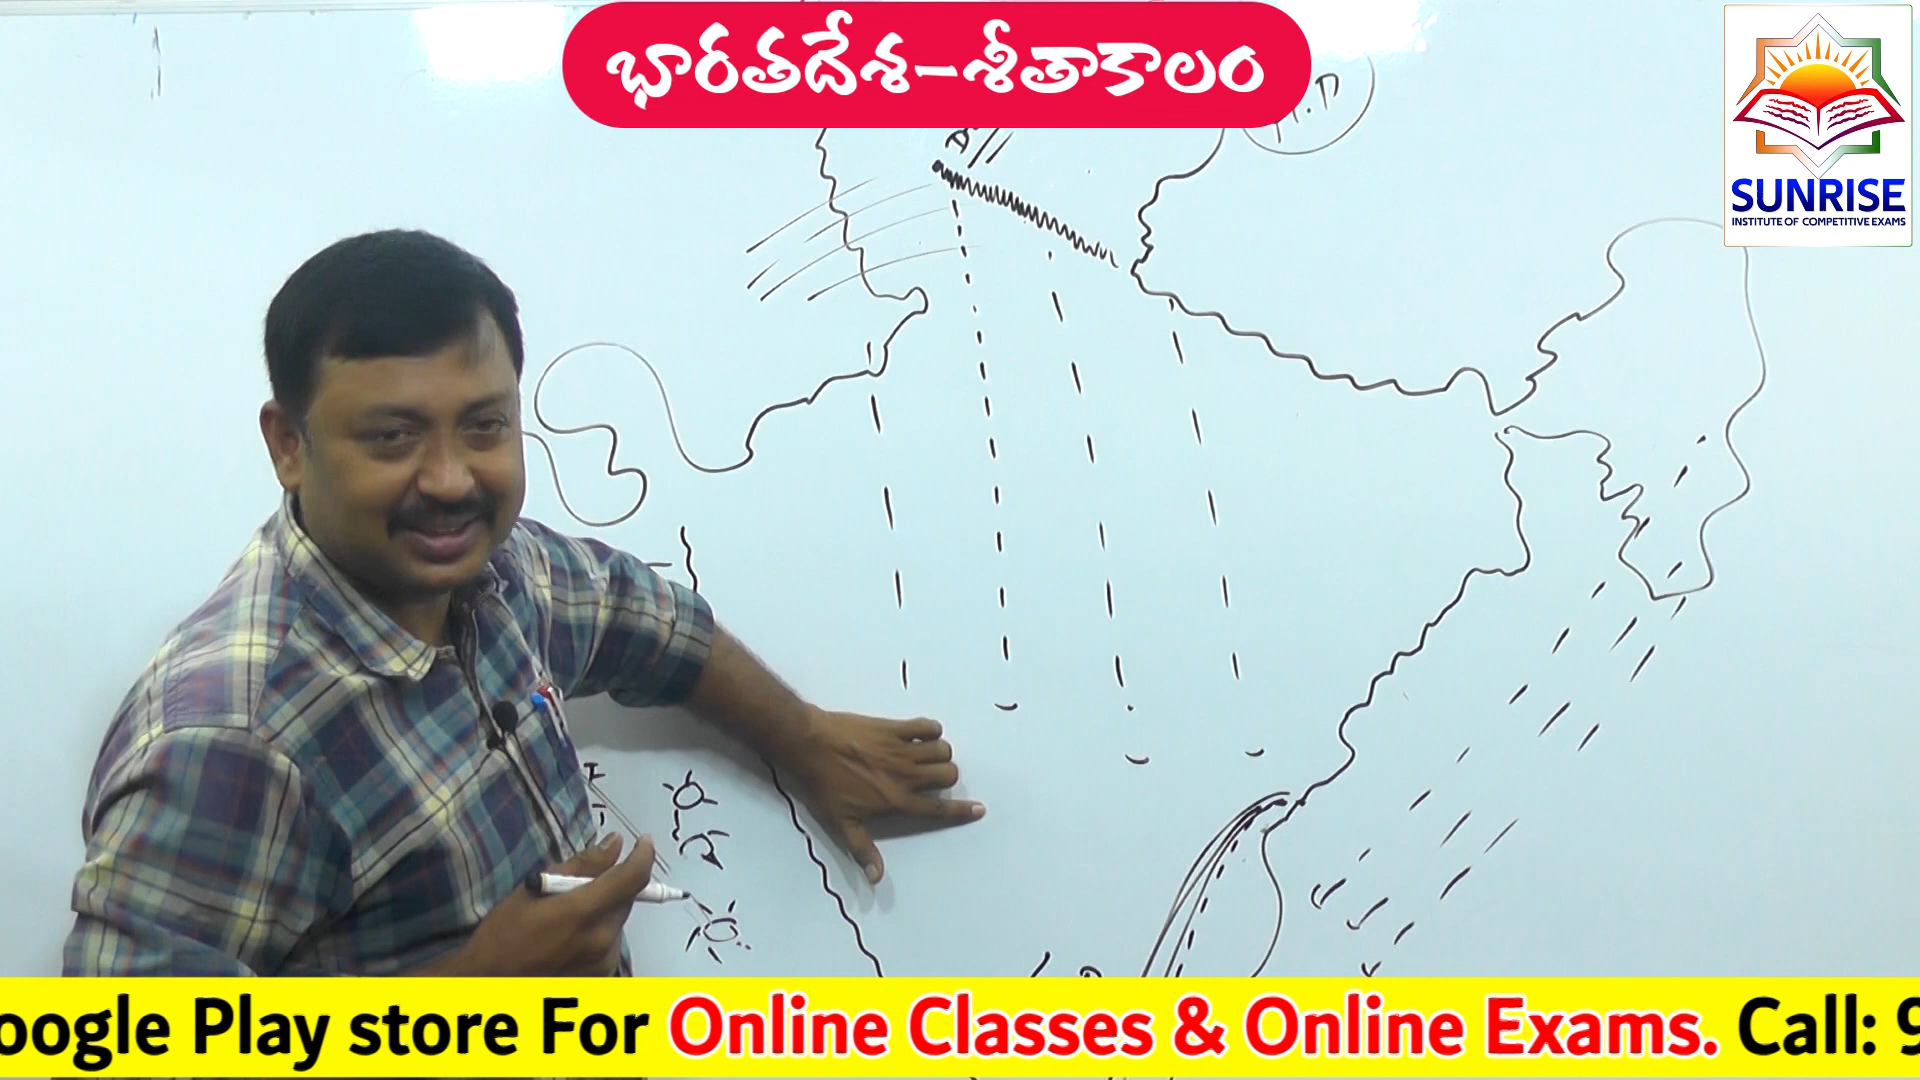 భారతదేశ-శీతాకాలం
SUNRISE
INSTITUTE OF COMPETITIVE EXAMS
oogle Play store For Online Classes & Online Exams. Call: 9